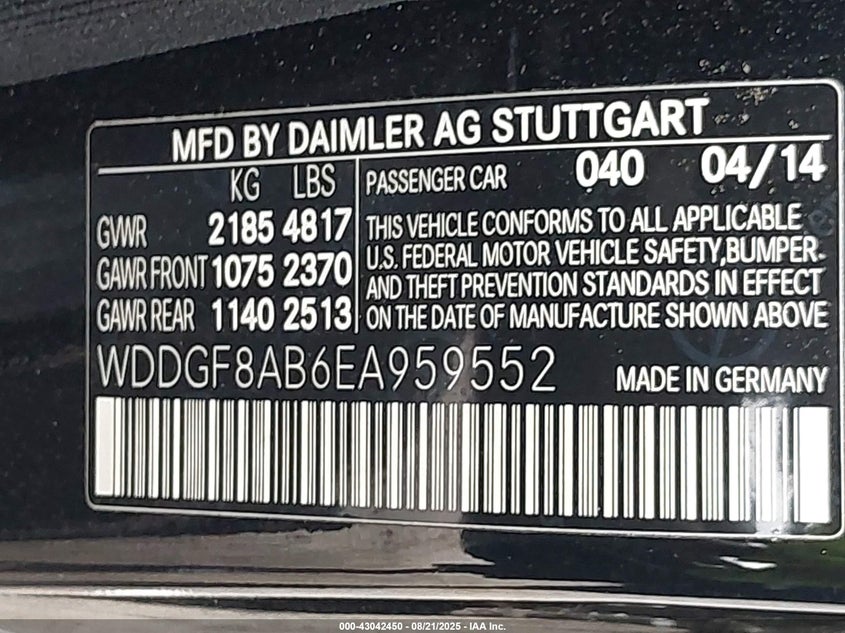 MFD BY DAIMLER AG STUTTGART
KG LBS
GVWR 2185 4817
GAWR FRONT 1075 2370
GAWR REAR 1140 2513
PASSENGER CAR 040 04/14
THIS VEHICLE CONFORMS TO ALL APPLICABLE
U.S. FEDERAL MOTOR VEHICLE SAFETY,BUMPER
AND THEFT PREVENTION STANDARDS IN EFFECT
ON THE DATE OF MANUFACTURE SHOWN ABOVE
WDDGF8AB6EA959552
MADE IN GERMANY
000-43042450 - 08/21/2025 - IAA Inc.